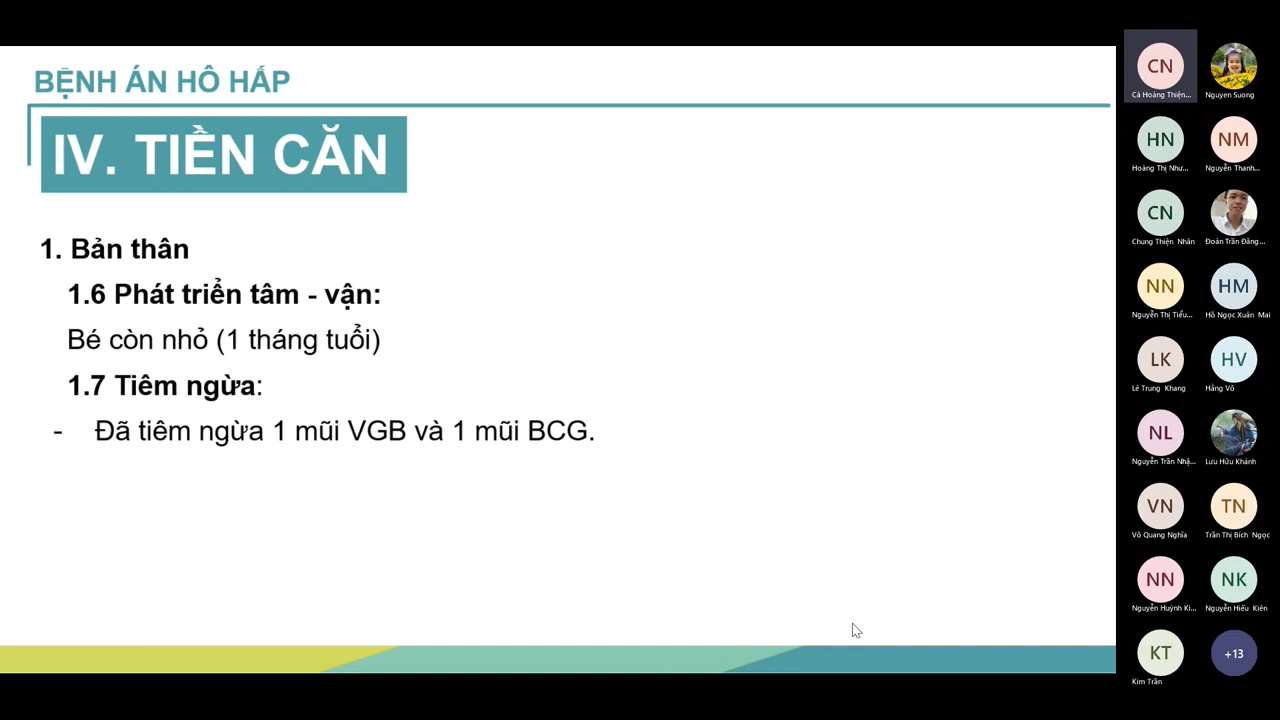 BỆNH ÁN HÔ HẤP
IV. TIỀN CĂN
1. Bản thân
1.6 Phát triển tâm - vận:
Bé còn nhỏ (1 tháng tuổi)
1.7 Tiêm ngừa:
- Đã tiêm ngừa 1 mũi VGB và 1 mũi BCG.
CN
Cà Hoàng Thiện...
Nguyen Suong
HN
NM
Hoàng Thị Như...
Nguyễn Thanh...
CN
Chung Thiện Nhân
Đoàn Trần Đăng...
NN
HM
Nguyễn Thị Tiểu...
Hồ Ngọc Xuân Mai
LK
HV
Lê Trung Khang
Hằng Võ
NL
Nguyễn Trần Nhậ...
Lưu Hữu Khánh
VN
TN
Võ Quang Nghĩa
Trần Thị Bích Ngọc
NN
NK
Nguyễn Huỳnh Ki...
Nguyễn Hiếu Kiên
KT
+13
Kim Trần